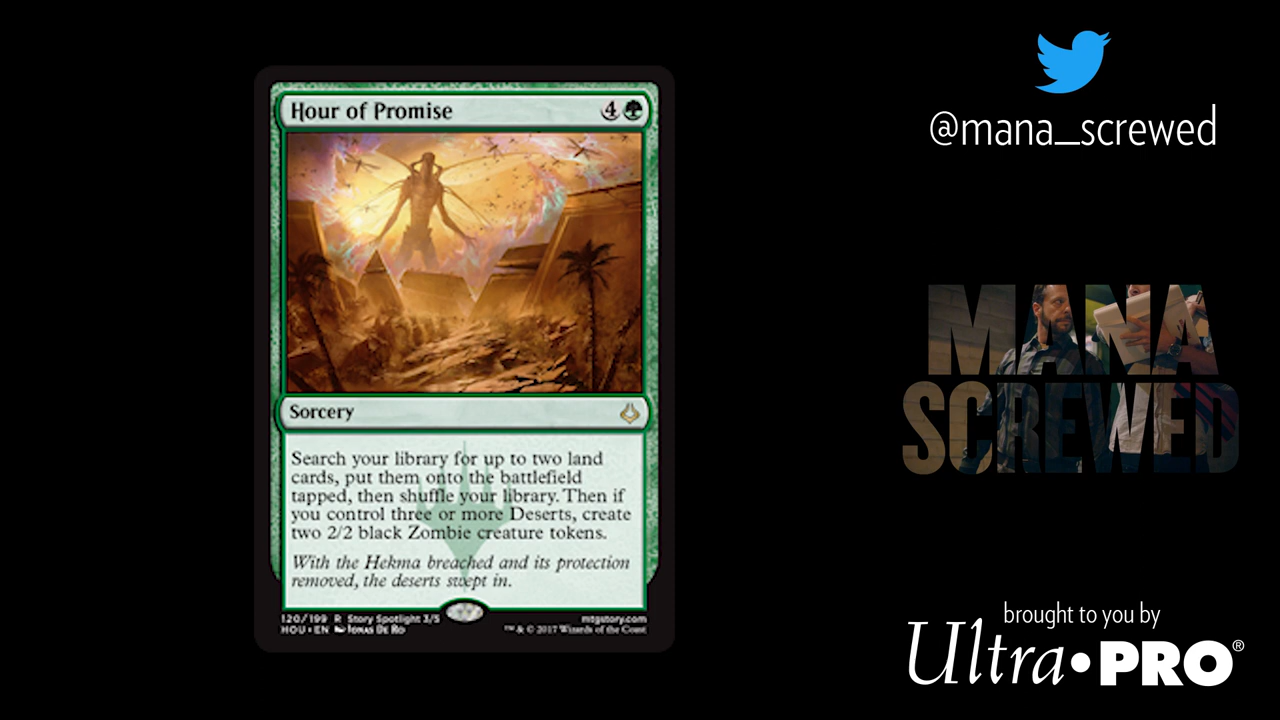 Hour of Promise 4
Sorcery
Search your library for up to two land
cards, put them onto the battlefield
tapped, then shuffle your library. Then if
you control three or more Deserts, create
two 2/2 black Zombie creature tokens.
With the Hekma breached and its protection
removed, the deserts swept in.
120/199 R Story Spotlight 3/5 mtgstory.com
HOU • EN Jonas De Ro ™ & © 2017 Wizards of the Coast
@mana_screwed
MANA
SCREWED
brought to you by
Ultra•PRO®